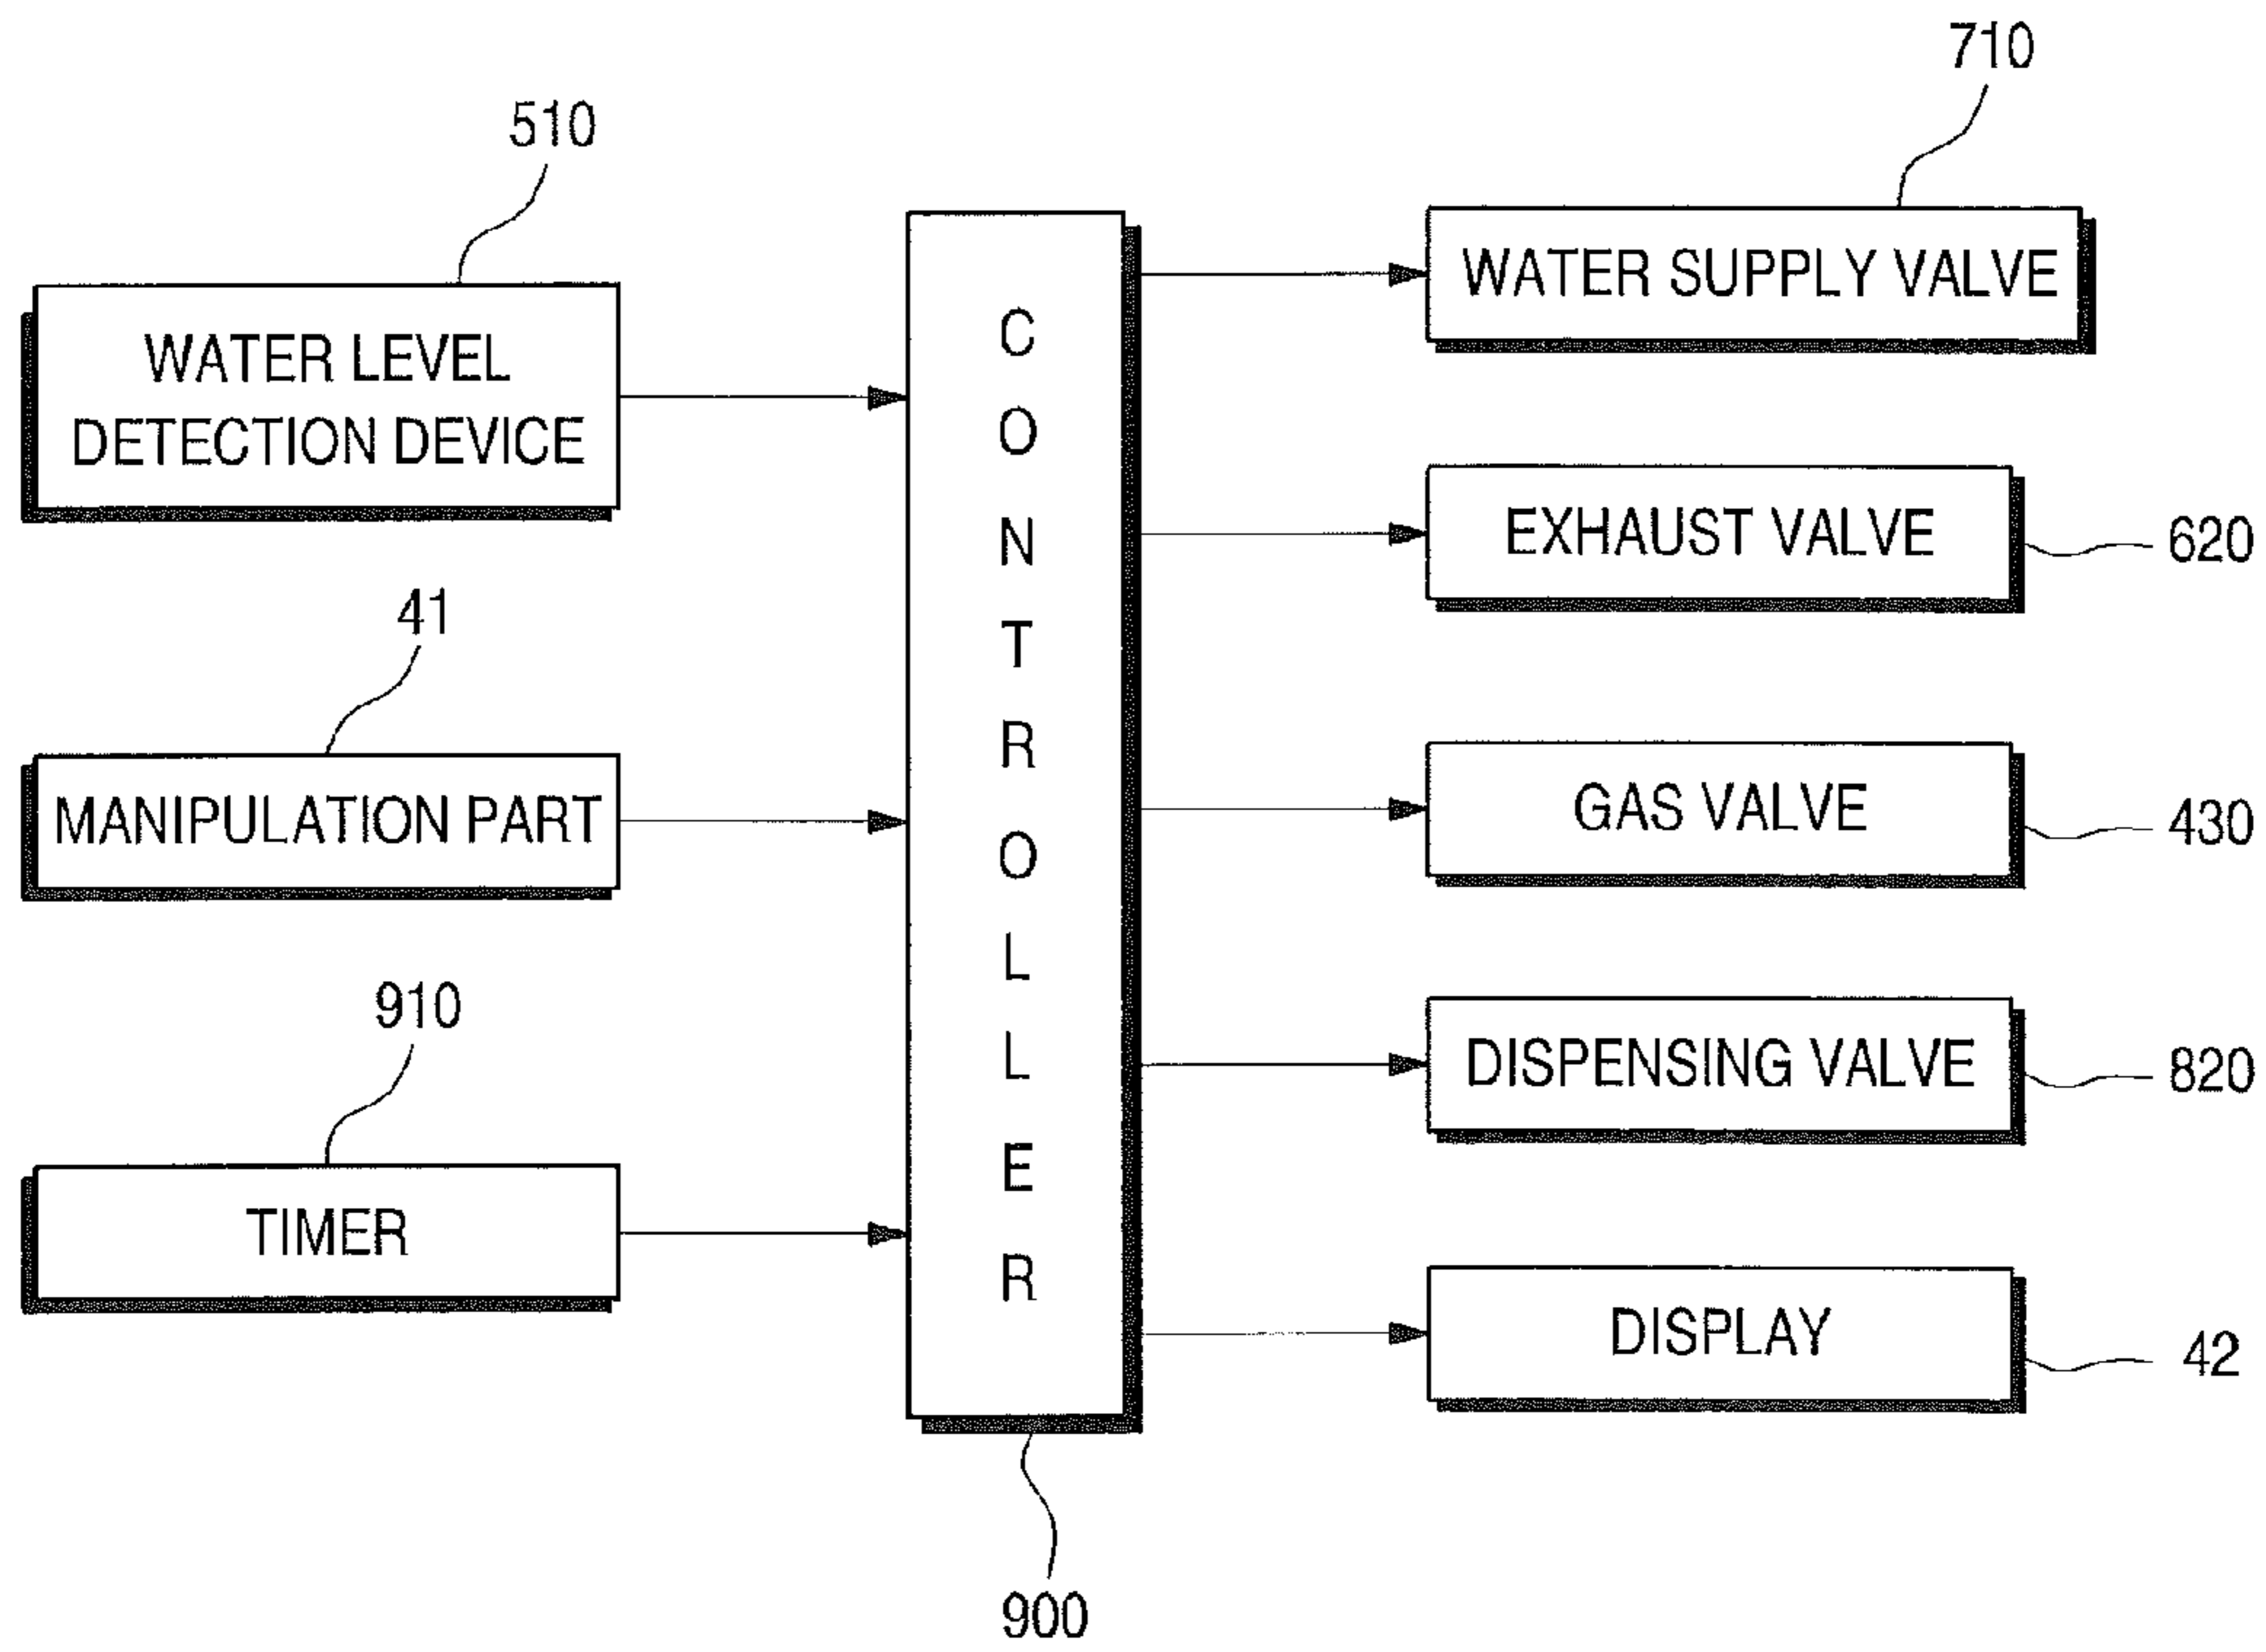 710
510
WATER SUPPLY VALVE
WATER LEVEL
DETECTION DEVICE
CONTROLLER
EXHAUST VALVE
620
41
MANIPULATION PART
GAS VALVE
430
910
DISPENSING VALVE
820
TIMER
DISPLAY
42
900